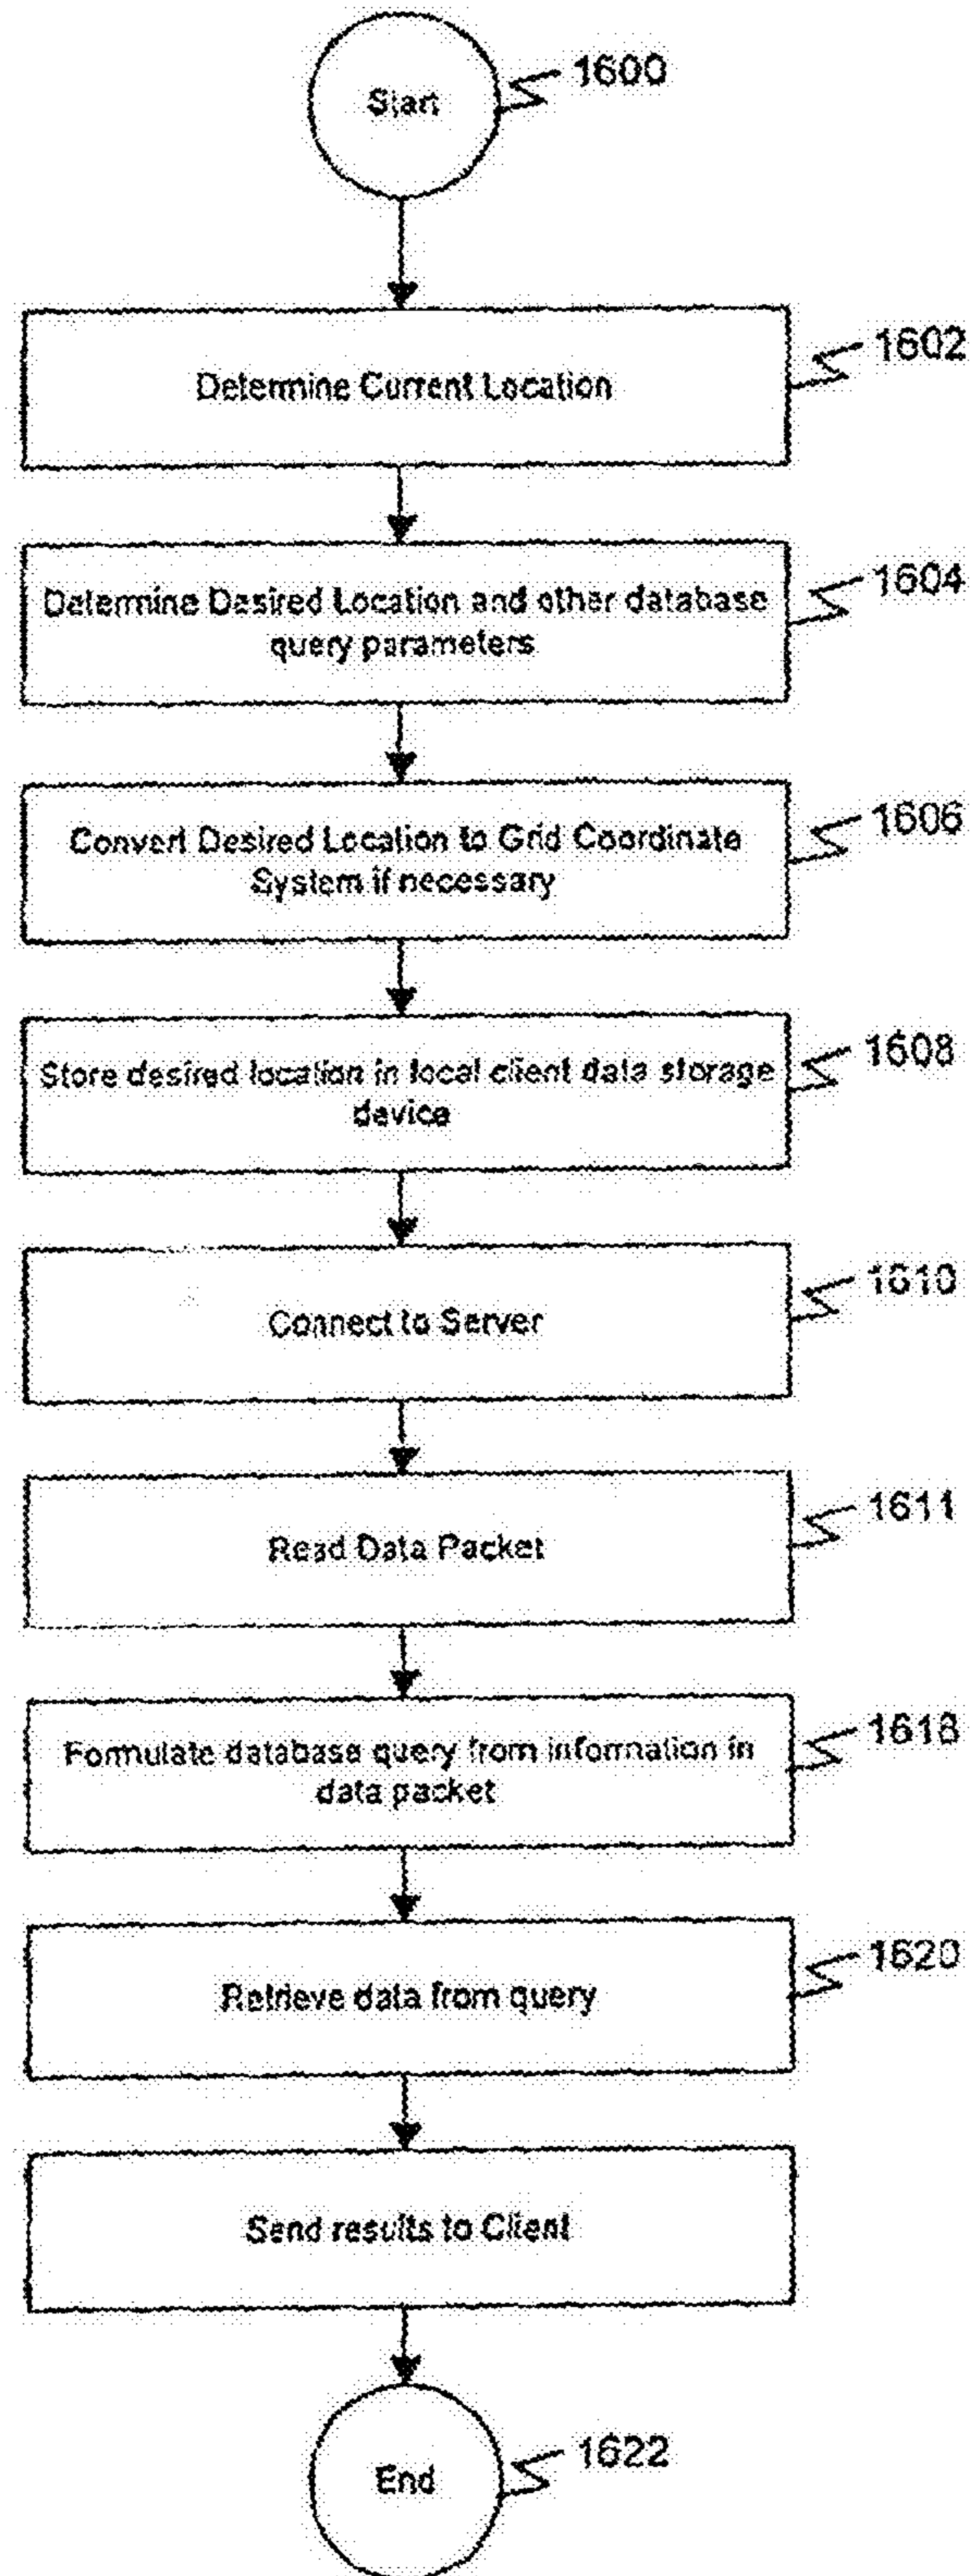 Start
1600
Determine Current Location
1602
Determine Desired Location and other database
query parameters
1604
Convert Desired Location to Grid Coordinate
System if necessary
1606
Store desired location in local client data storage
device
1608
Connect to Server
1610
Read Data Packet
1611
Formulate database query from information in
data packet
1618
Retrieve data from query
1620
Send results to Client
End
1622